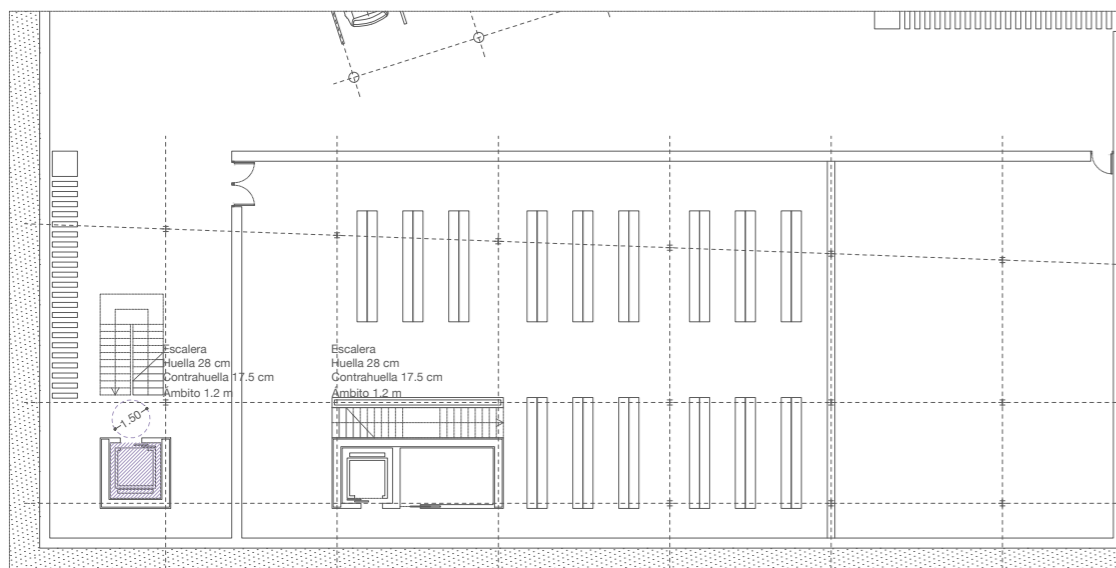 Escalera
Huella 28 cm
Contrahuella 17.5 cm
Ámbito 1.2 m
Escalera
Huella 28 cm
Contrahuella 17.5 cm
Ámbito 1.2 m
1.50